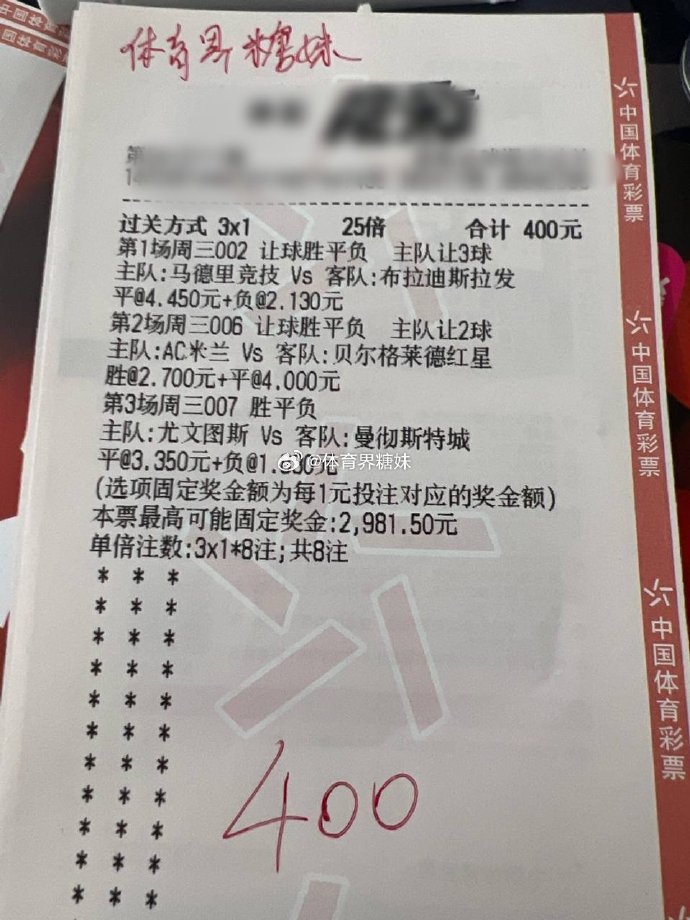 体育界糖妹
过关方式 3x1 25倍 合计 400元
第1场周三002 让球胜平负 主队让3球
主队:马德里竞技 Vs 客队:布拉迪斯拉发
平@4.450元+负@2.130元
第2场周三006 让球胜平负 主队让2球
主队:AC米兰 Vs 客队:贝尔格莱德红星
胜@2.700元+平@4.000元
第3场周三007 胜平负
主队:尤文图斯 Vs 客队:曼彻斯特城
平@3.350元+负@1.
@体育界糖妹
(选项固定奖金额为每1元投注对应的奖金额)
本票最高可能固定奖金:2,981.50元
单倍注数:3x1*8注;共8注
* * *
* * *
* * *
* * *
* * *
* * *
* * *
* * *
* * *
* * *
* * *
400
中国体育彩票
中国体育彩票
中国体育彩票